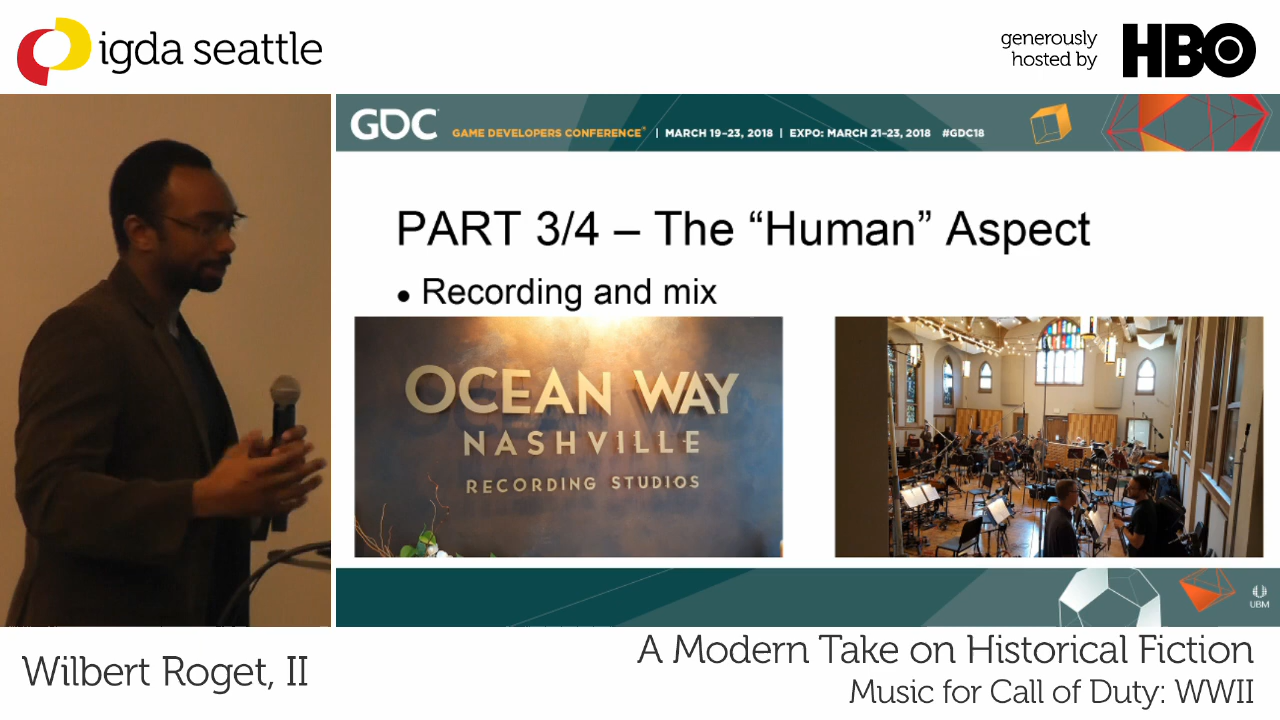 igda seattle
generously
hosted by
HBO
GDC
GAME DEVELOPERS CONFERENCE® | MARCH 19–23, 2018 | EXPO: MARCH 21–23, 2018 #GDC18
PART 3/4 – The “Human” Aspect
• Recording and mix
OCEAN WAY
NASHVILLE
RECORDING STUDIOS
UBM
Wilbert Roget, II
A Modern Take on Historical Fiction
Music for Call of Duty: WWII